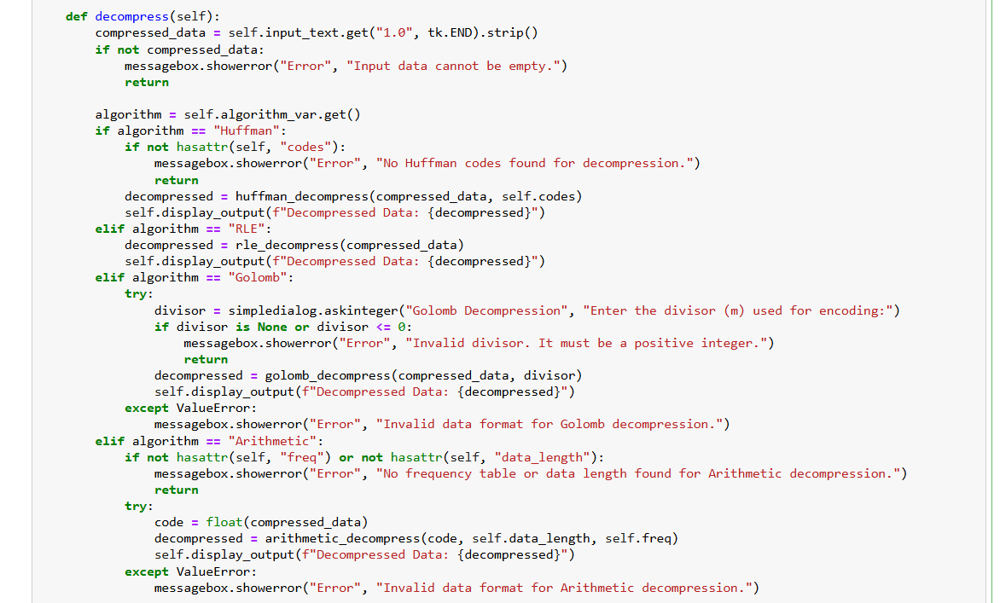 def decompress(self):
    compressed_data = self.input_text.get("1.0", tk.END).strip()
    if not compressed_data:
        messagebox.showerror("Error", "Input data cannot be empty.")
        return

    algorithm = self.algorithm_var.get()
    if algorithm == "Huffman":
        if not hasattr(self, "codes"):
            messagebox.showerror("Error", "No Huffman codes found for decompression.")
            return
        decompressed = huffman_decompress(compressed_data, self.codes)
        self.display_output(f"Decompressed Data: {decompressed}")
    elif algorithm == "RLE":
        decompressed = rle_decompress(compressed_data)
        self.display_output(f"Decompressed Data: {decompressed}")
    elif algorithm == "Golomb":
        try:
            divisor = simpledialog.askinteger("Golomb Decompression", "Enter the divisor (m) used for encoding:")
            if divisor is None or divisor <= 0:
                messagebox.showerror("Error", "Invalid divisor. It must be a positive integer.")
                return
            decompressed = golomb_decompress(compressed_data, divisor)
            self.display_output(f"Decompressed Data: {decompressed}")
        except ValueError:
            messagebox.showerror("Error", "Invalid data format for Golomb decompression.")
    elif algorithm == "Arithmetic":
        if not hasattr(self, "freq") or not hasattr(self, "data_length"):
            messagebox.showerror("Error", "No frequency table or data length found for Arithmetic decompression.")
            return
        try:
            code = float(compressed_data)
            decompressed = arithmetic_decompress(code, self.data_length, self.freq)
            self.display_output(f"Decompressed Data: {decompressed}")
        except ValueError:
            messagebox.showerror("Error", "Invalid data format for Arithmetic decompression.")